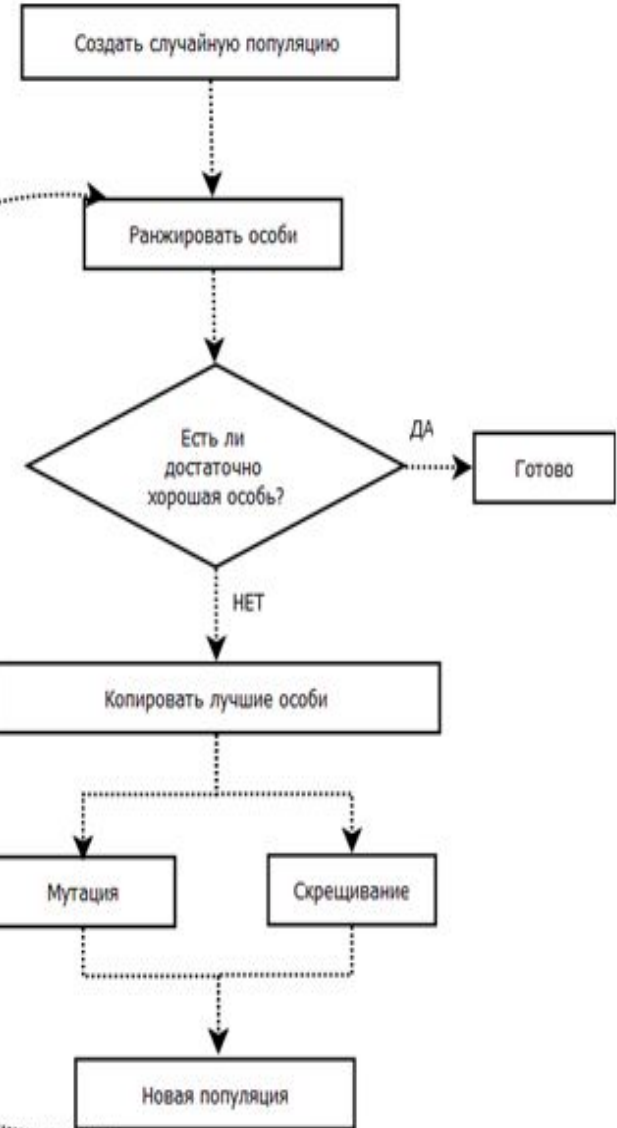 Создать случайную популяцию
Ранжировать особи
Есть ли
достаточно
хорошая особь?
ДА
Готово
НЕТ
Копировать лучшие особи
Мутация
Скрещивание
Новая популяция